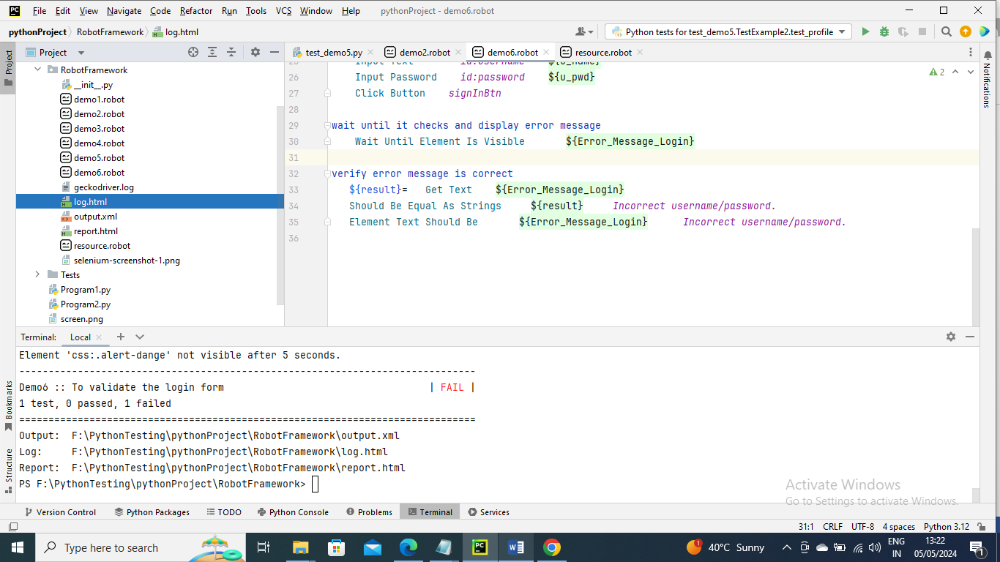 PC File Edit View Navigate Code Refactor Run Tools VCS Window Help pythonProject - demo6.robot
pythonProject RobotFramework log.html Python tests for test_demo5.TestExample2.test_profile
Project
Project
test_demo5.py demo2.robot demo6.robot resource.robot
Notifications
RobotFramework
__init__.py
demo1.robot
demo2.robot
demo3.robot
demo4.robot
demo5.robot
demo6.robot
geckodriver.log
log.html
output.xml
report.html
resource.robot
selenium-screenshot-1.png
Tests
Program1.py
Program2.py
screen.png
2
25 Input Text id:username ${u_name}
26 Input Password id:password ${u_pwd}
27 Click Button signInBtn
28
29 wait until it checks and display error message
30 Wait Until Element Is Visible ${Error_Message_Login}
31
32 verify error message is correct
33 ${result}= Get Text ${Error_Message_Login}
34 Should Be Equal As Strings ${result} Incorrect username/password.
35 Element Text Should Be ${Error_Message_Login} Incorrect username/password.
36
Terminal: Local
Element 'css:.alert-dange' not visible after 5 seconds.
------------------------------------------------------------------------------
Demo6 :: To validate the login form | FAIL |
1 test, 0 passed, 1 failed
==============================================================================
Output: F:\PythonTesting\pythonProject\RobotFramework\output.xml
Log: F:\PythonTesting\pythonProject\RobotFramework\log.html
Report: F:\PythonTesting\pythonProject\RobotFramework\report.html
PS F:\PythonTesting\pythonProject\RobotFramework>
Bookmarks
Structure
Activate Windows
Go to Settings to activate Windows.
Version Control Python Packages TODO Python Console Problems Terminal Services
31:1 CRLF UTF-8 4 spaces Python 3.12
Type here to search
PC
W
1
40°C Sunny
ENG
IN
13:22
05/05/2024
1